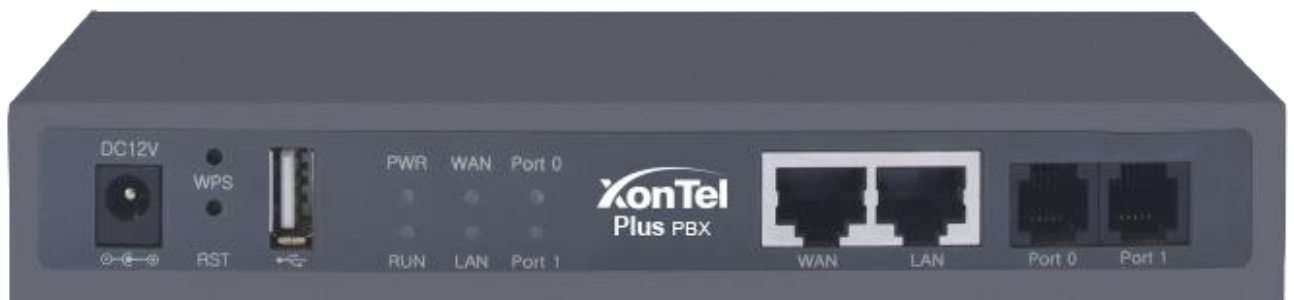 DC12V
WPS
RST
PWR WAN Port 0
RUN LAN Port 1
XonTel
Plus PBX
WAN LAN
Port 0 Port 1